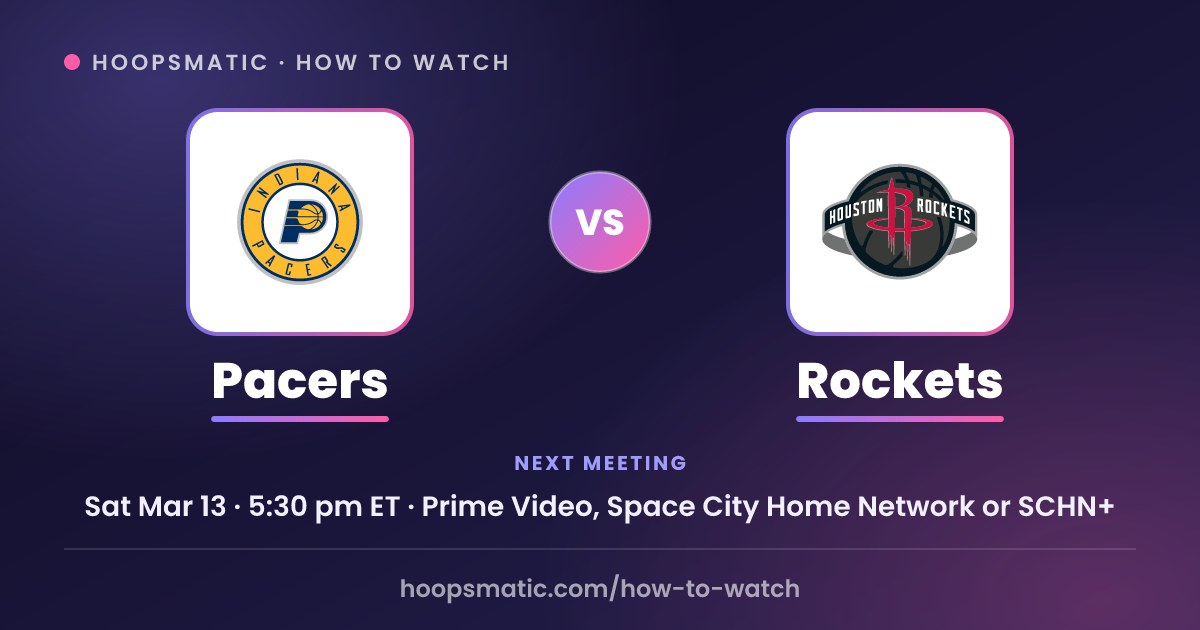 HOOPSMATIC · HOW TO WATCH
INDIANA
PACERS
VS
HOUSTON ROCKETS
Pacers
Rockets
NEXT MEETING
Sat Mar 13 · 5:30 pm ET · Prime Video, Space City Home Network or SCHN+
hoopsmatic.com/how-to-watch